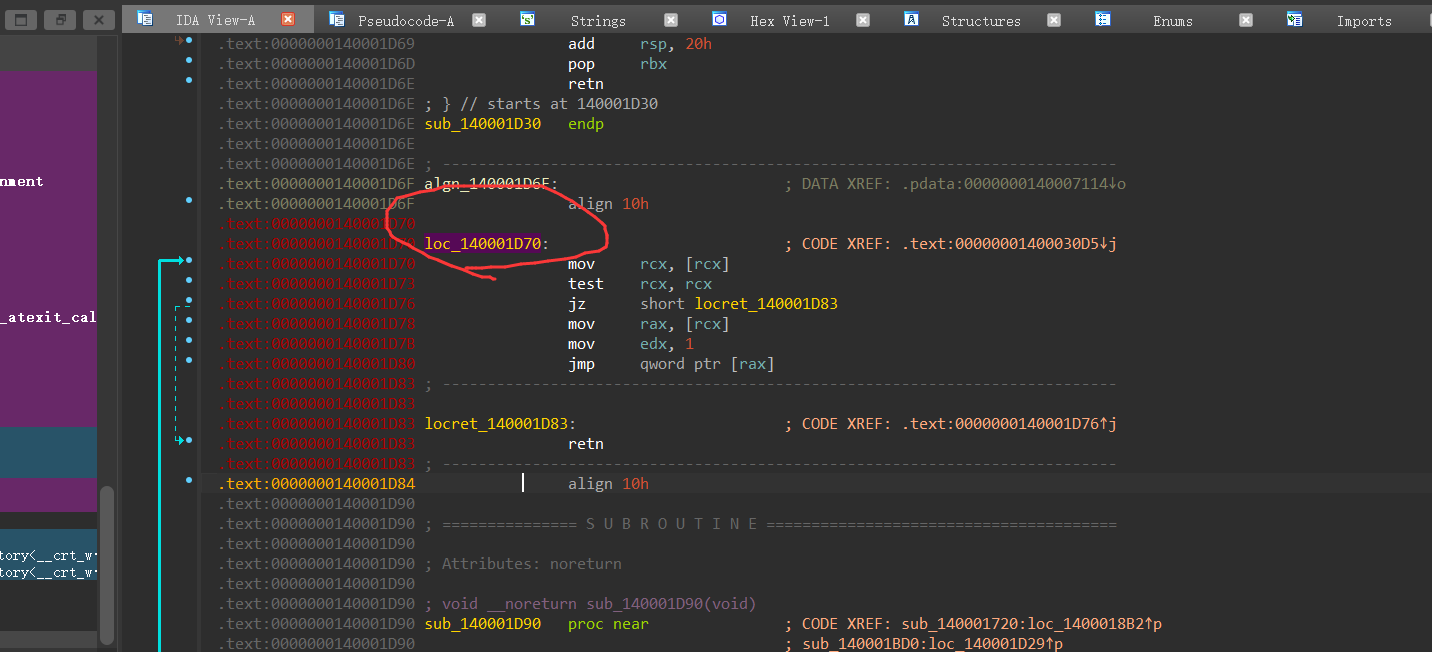 IDA View-A Pseudocode-A Strings Hex View-1 Structures Enums Imports
.text:0000000140001D69 add rsp, 20h
.text:0000000140001D6D pop rbx
.text:0000000140001D6E retn
.text:0000000140001D6E ; } // starts at 140001D30
.text:0000000140001D6E sub_140001D30 endp
.text:0000000140001D6E
.text:0000000140001D6E ; ---------------------------------------------------------------------------
nment
.text:0000000140001D6F algn_140001D6F: ; DATA XREF: .pdata:0000000140007114↓o
.text:0000000140001D6F align 10h
.text:0000000140001D70
.text:0000000140001D70 loc_140001D70: ; CODE XREF: .text:00000001400030D5↓j
.text:0000000140001D70 mov rcx, [rcx]
.text:0000000140001D73 test rcx, rcx
.text:0000000140001D76 jz short locret_140001D83
_atexit_cal
.text:0000000140001D78 mov rax, [rcx]
.text:0000000140001D7B mov edx, 1
.text:0000000140001D80 jmp qword ptr [rax]
.text:0000000140001D83 ; ---------------------------------------------------------------------------
.text:0000000140001D83
.text:0000000140001D83 locret_140001D83: ; CODE XREF: .text:0000000140001D76↑j
.text:0000000140001D83 retn
.text:0000000140001D83 ; ---------------------------------------------------------------------------
.text:0000000140001D84 align 10h
.text:0000000140001D90
.text:0000000140001D90 ; =============== S U B R O U T I N E =======================================
.text:0000000140001D90
tory<__crt_w
.text:0000000140001D90 ; Attributes: noreturn
tory<__crt_w
.text:0000000140001D90
.text:0000000140001D90 ; void __noreturn sub_140001D90(void)
.text:0000000140001D90 sub_140001D90 proc near ; CODE XREF: sub_140001720:loc_1400018B2↑p
.text:0000000140001D90 ; sub_140001BD0:loc_140001D29↑p